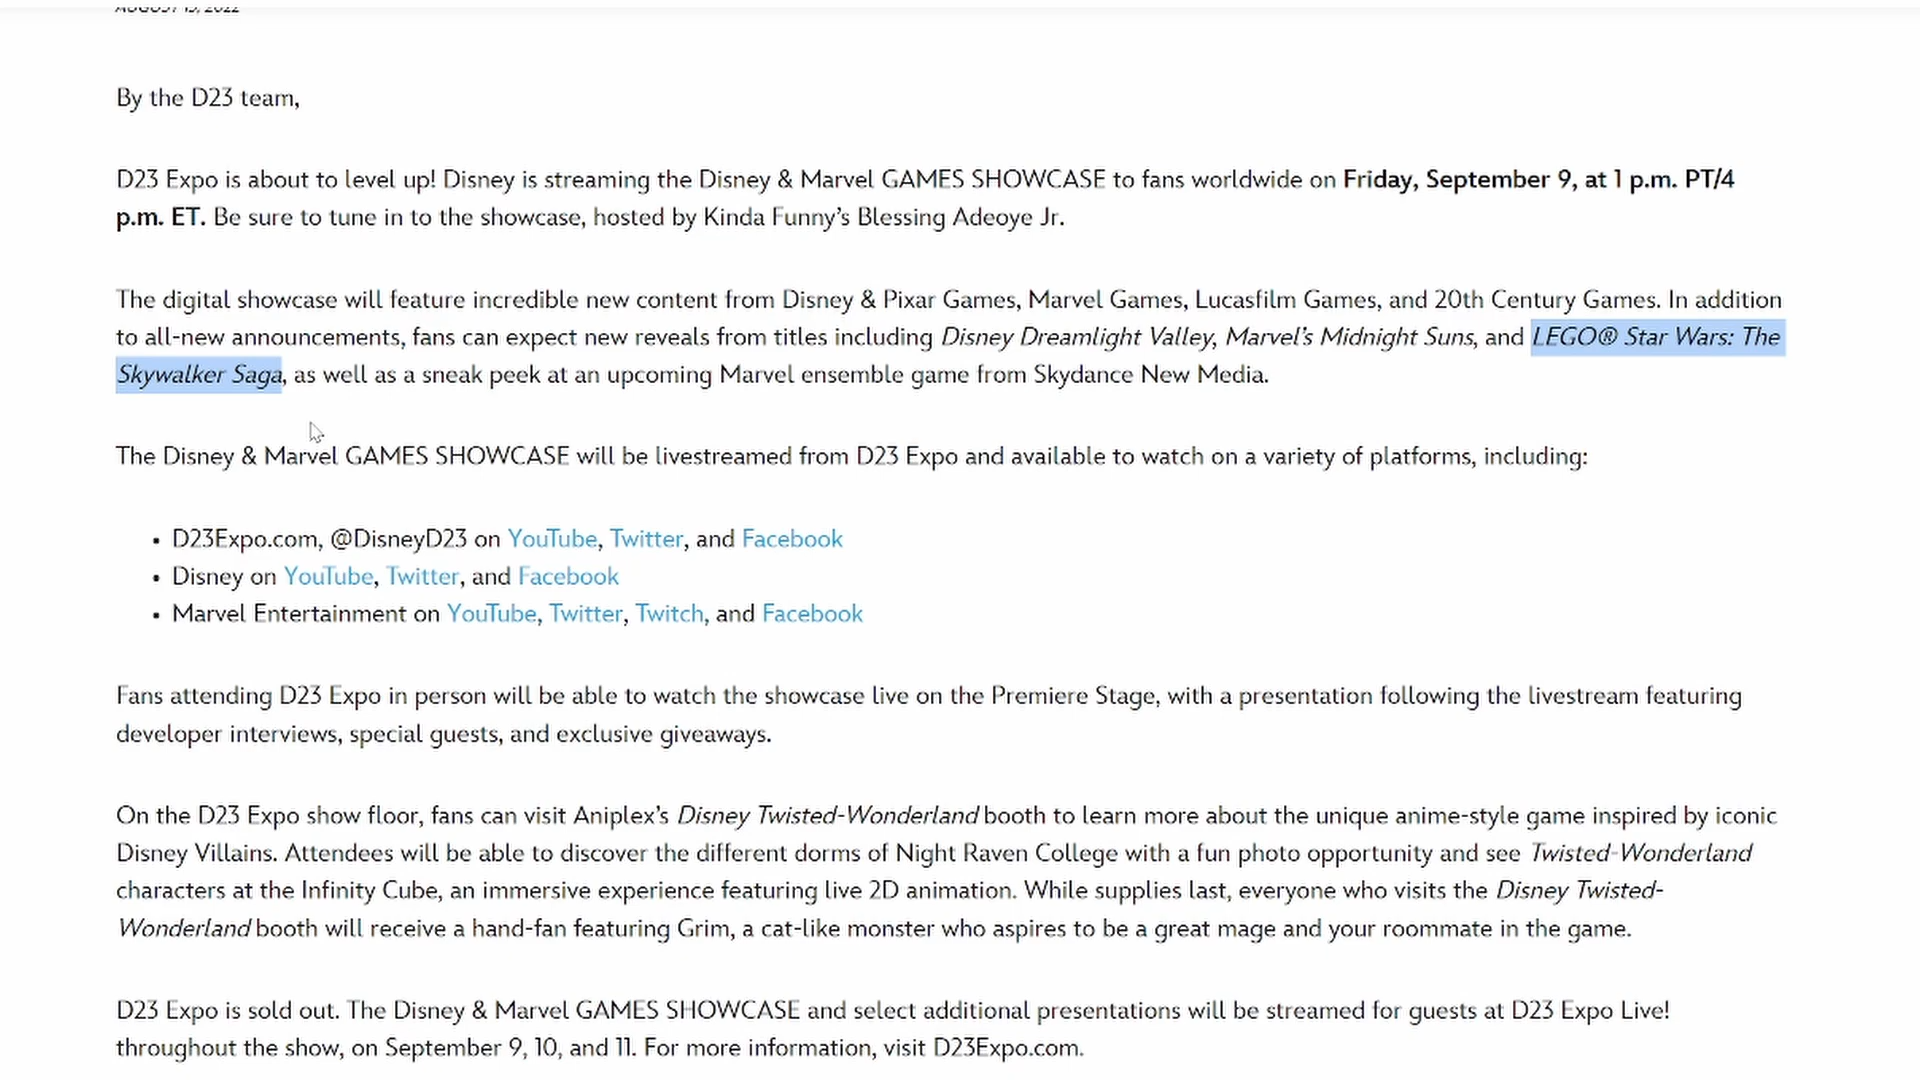 By the D23 team,
D23 Expo is about to level up! Disney is streaming the Disney & Marvel GAMES SHOWCASE to fans worldwide on Friday, September 9, at 1 p.m. PT/4
p.m. ET. Be sure to tune in to the showcase, hosted by Kinda Funny’s Blessing Adeoye Jr.
The digital showcase will feature incredible new content from Disney & Pixar Games, Marvel Games, Lucasfilm Games, and 20th Century Games. In addition
to all-new announcements, fans can expect new reveals from titles including Disney Dreamlight Valley, Marvel’s Midnight Suns, and LEGO® Star Wars: The
Skywalker Saga, as well as a sneak peek at an upcoming Marvel ensemble game from Skydance New Media.
The Disney & Marvel GAMES SHOWCASE will be livestreamed from D23 Expo and available to watch on a variety of platforms, including:
• D23Expo.com, @DisneyD23 on YouTube, Twitter, and Facebook
• Disney on YouTube, Twitter, and Facebook
• Marvel Entertainment on YouTube, Twitter, Twitch, and Facebook
Fans attending D23 Expo in person will be able to watch the showcase live on the Premiere Stage, with a presentation following the livestream featuring
developer interviews, special guests, and exclusive giveaways.
On the D23 Expo show floor, fans can visit Aniplex’s Disney Twisted-Wonderland booth to learn more about the unique anime-style game inspired by iconic
Disney Villains. Attendees will be able to discover the different dorms of Night Raven College with a fun photo opportunity and see Twisted-Wonderland
characters at the Infinity Cube, an immersive experience featuring live 2D animation. While supplies last, everyone who visits the Disney Twisted-
Wonderland booth will receive a hand-fan featuring Grim, a cat-like monster who aspires to be a great mage and your roommate in the game.
D23 Expo is sold out. The Disney & Marvel GAMES SHOWCASE and select additional presentations will be streamed for guests at D23 Expo Live!
throughout the show, on September 9, 10, and 11. For more information, visit D23Expo.com.